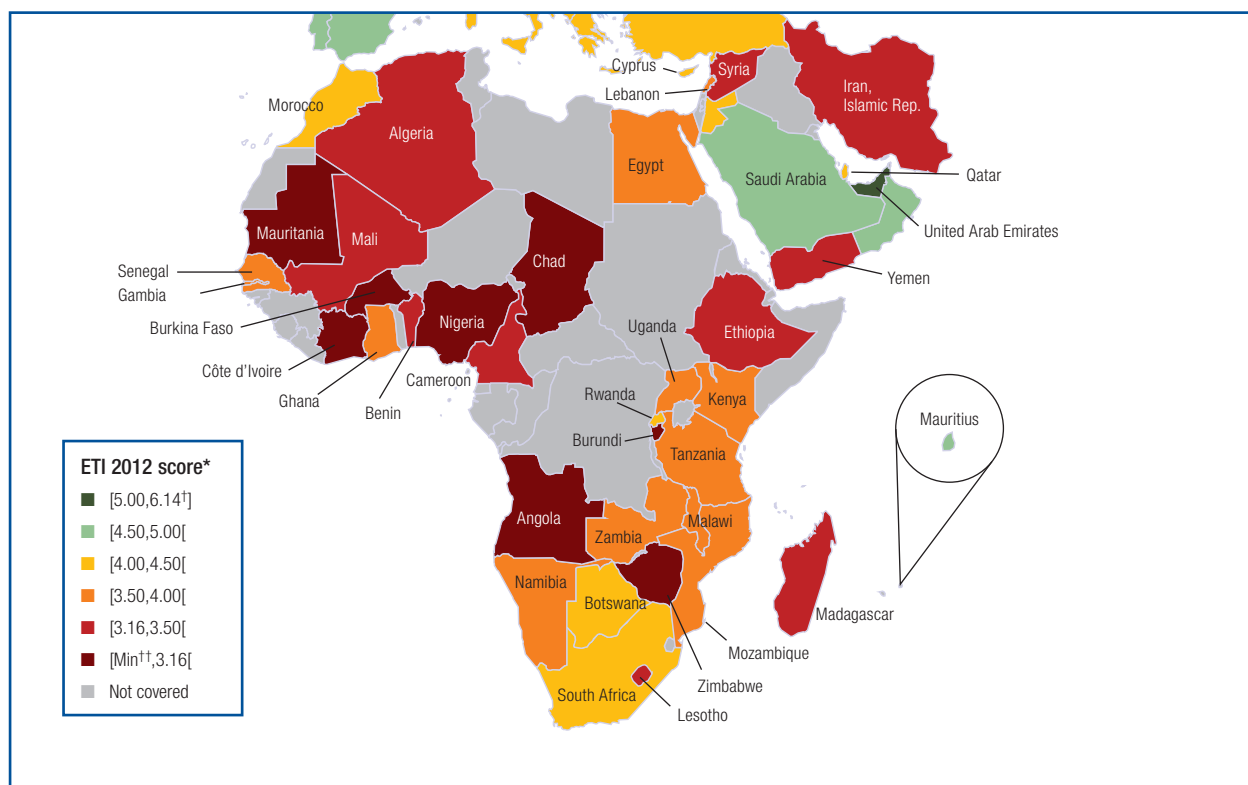 Cyprus
Syria
Lebanon
Iran,
Islamic Rep.
Morocco
Algeria
Egypt
Saudi Arabia
Qatar
United Arab Emirates
Mauritania
Mali
Chad
Yemen
Senegal
Gambia
Burkina Faso
Nigeria
Uganda
Ethiopia
Côte d’Ivoire
Cameroon
Ghana
Benin
Rwanda
Kenya
Burundi
Tanzania
Mauritius
Angola
Malawi
Zambia
Namibia
Botswana
Madagascar
Mozambique
Zimbabwe
South Africa
Lesotho
ETI 2012 score*
[5.00,6.14†]
[4.50,5.00[
[4.00,4.50[
[3.50,4.00[
[3.16,3.50[
[Min††,3.16[
Not covered